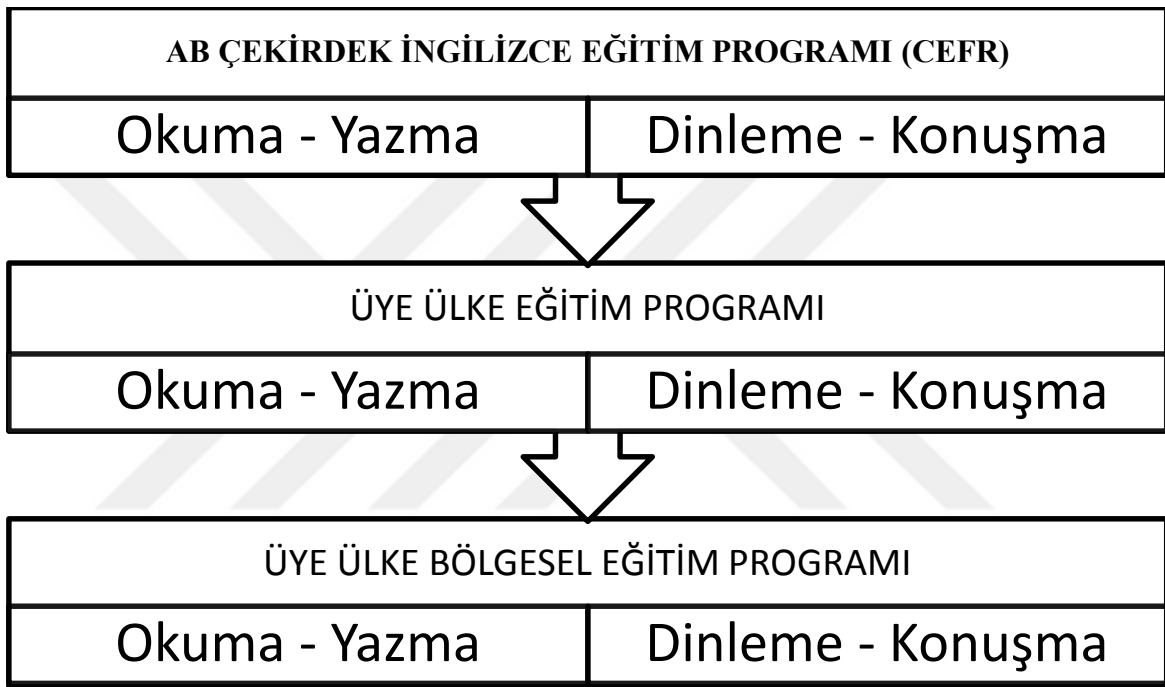 AB ÇEKİRDEK İNGİLİZCE EĞİTİM PROGRAMI (CEFR)
Okuma - Yazma Dinleme - Konuşma
ÜYE ÜLKE EĞİTİM PROGRAMI
Okuma - Yazma Dinleme - Konuşma
ÜYE ÜLKE BÖLGESEL EĞİTİM PROGRAMI
Okuma - Yazma Dinleme - Konuşma